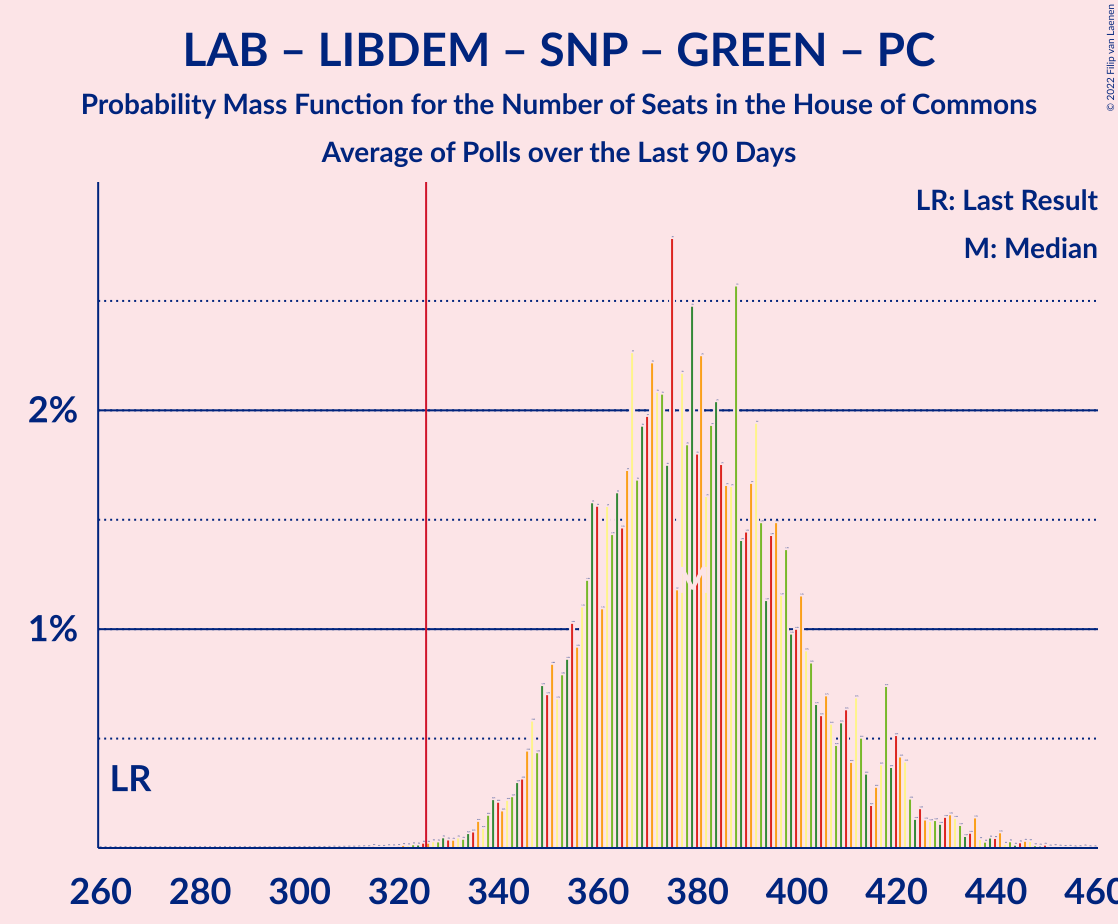 LAB – LIBDEM – SNP – GREEN – PC
Probability Mass Function for the Number of Seats in the House of Commons
Average of Polls over the Last 90 Days
© 2022 Filip van Laenen
LR: Last Result
M: Median
2%
1%
LR
M
260 280 300 320 340 360 380 400 420 440 460